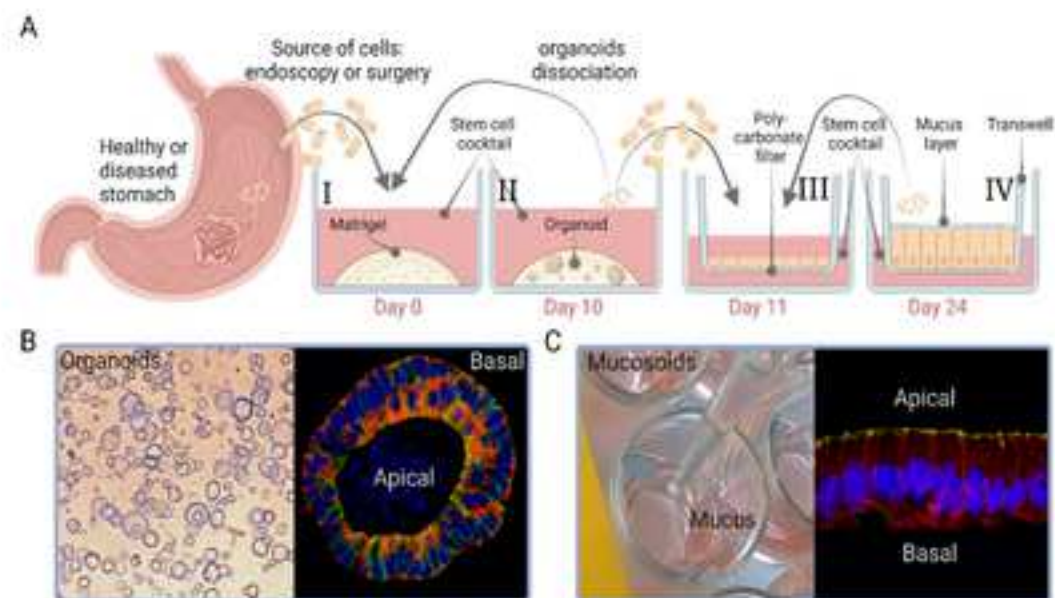 A
Source of cells:
endoscopy or surgery
organoids
dissociation
Healthy or
diseased
stomach
Stem cell
cocktail
Poly-
carbonate
filter
Stem cell
cocktail
Mucus
layer
Transwell
I
II
III
IV
Matrigel
Organoid
Day 0
Day 10
Day 11
Day 24
B
Organoids
Basal
Apical
C
Mucosoids
Mucus
Apical
Basal